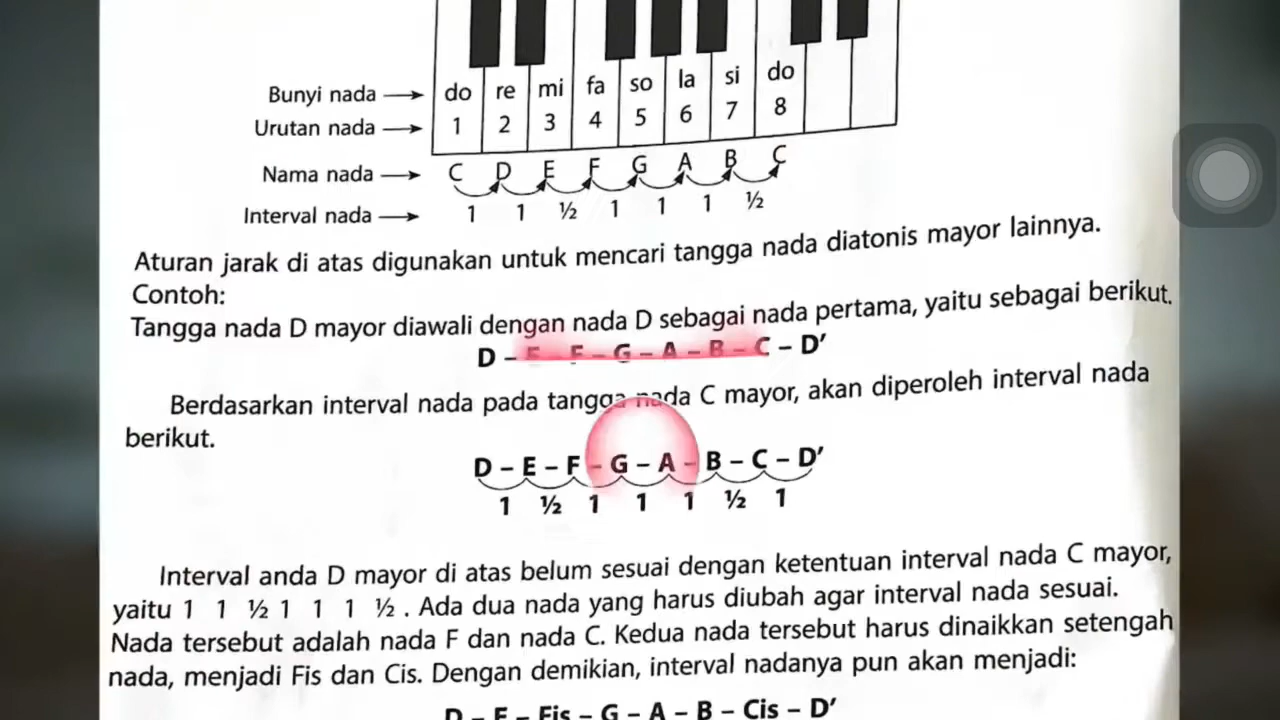 Bunyi nada → do re mi fa so la si do
Urutan nada → 1 2 3 4 5 6 7 8
Nama nada → C D E F G A B C
Interval nada → 1 1 ½ 1 1 1 ½
Aturan jarak di atas digunakan untuk mencari tangga nada diatonis mayor lainnya.
Contoh:
Tangga nada D mayor diawali dengan nada D sebagai nada pertama, yaitu sebagai berikut.
D – E – F – G – A – B – C – D’
Berdasarkan interval nada pada tangga nada C mayor, akan diperoleh interval nada
berikut.
D – E – F – G – A – B – C – D’
1 ½ 1 1 1 ½ 1
Interval anda D mayor di atas belum sesuai dengan ketentuan interval nada C mayor,
yaitu 1 1 ½ 1 1 1 ½ . Ada dua nada yang harus diubah agar interval nada sesuai.
Nada tersebut adalah nada F dan nada C. Kedua nada tersebut harus dinaikkan setengah
nada, menjadi Fis dan Cis. Dengan demikian, interval nadanya pun akan menjadi:
D – E – Fis – G – A – B – Cis – D’